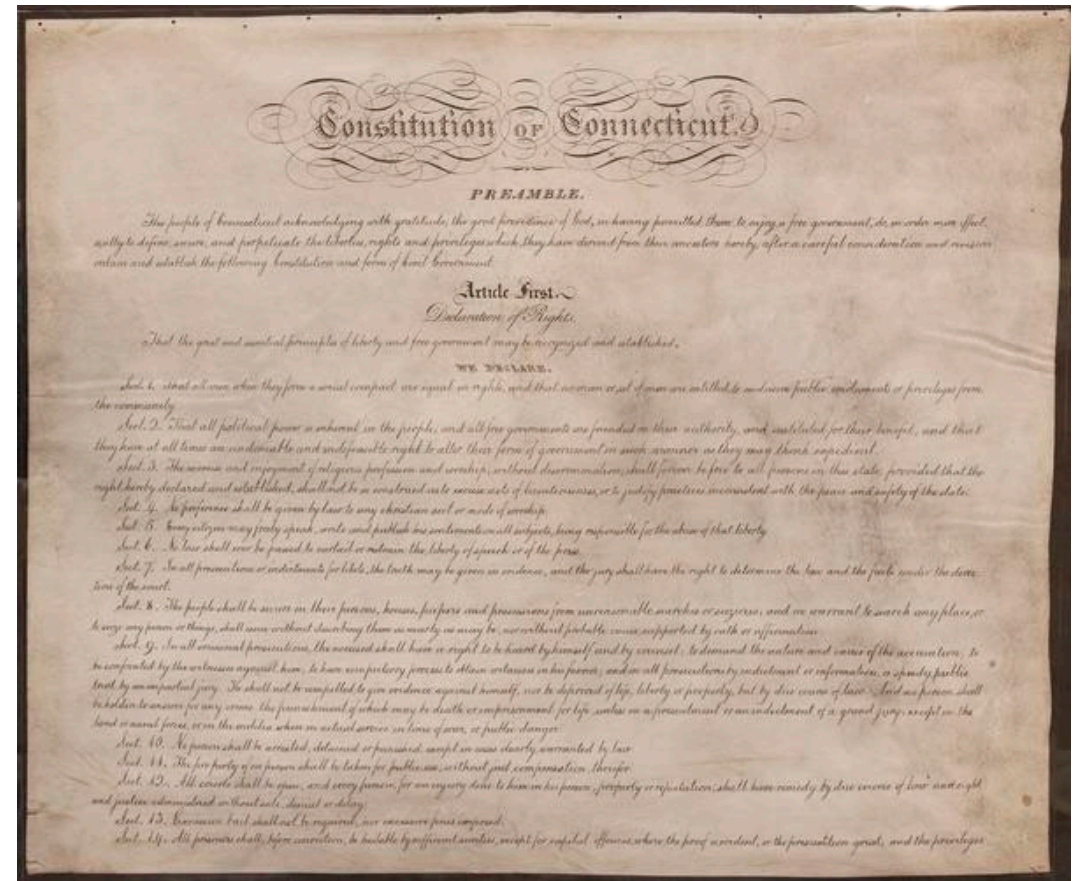 Constitution OF Connecticut.
PREAMBLE.
The people of Connecticut acknowledging with gratitude, the good providence of God, in having permitted them to enjoy a free government, do, in order more effect-
ually to define, secure, and perpetuate the liberties, rights and privileges which they have derived from their ancestors hereby, after a careful consideration and revision
ordain and establish the following Constitution and form of Civil Government.
Article First.
Declaration of Rights.
That the great and essential principles of liberty and free government may be recognized and established,
WE DECLARE.
Sect. 1. That all men when they form a social compact, are equal in rights, and that no man or set of men are entitled to exclusive public emoluments or privileges from
the community.
Sect. 2. That all political power is inherent in the people, and all free governments are founded on their authority, and instituted for their benefit, and that
they have at all times an undeniable and indefeasible right to alter their form of government in such manner as they may think expedient.
Sect. 3. The exercise and enjoyment of religious profession and worship, without discrimination, shall forever be free to all persons in this state, provided that the
right hereby declared and established, shall not be so construed as to excuse acts of licentiousness, or to justify practices inconsistent with the peace and safety of the state.
Sect. 4. No preference shall be given by law to any christian sect or mode of worship.
Sect. 5. Every citizen may freely speak, write and publish his sentiments on all subjects, being responsible for the abuse of that liberty.
Sect. 6. No law shall ever be passed to curtail or restrain the liberty of speech or of the press.
Sect. 7. In all prosecutions or indictments for libels, the truth may be given in evidence, and the jury shall have the right to determine the law and the facts under the direc-
tion of the court.
Sect. 8. The people shall be secure in their persons, houses, papers and possessions from unreasonable searches or seizures; and no warrant to search any place, or
to seize any person or things, shall issue without describing them as nearly as may be, nor without probable cause supported by oath or affirmation.
Sect. 9. In all criminal prosecutions, the accused shall have a right to be heard by himself and by counsel; to demand the nature and cause of the accusation; to
be confronted by the witnesses against him; to have compulsory process to obtain witnesses in his favour; and in all prosecutions by indictment or information, a speedy, public
trial by an impartial jury. He shall not be compelled to give evidence against himself, nor be deprived of life, liberty or property, but by due course of law. And no person shall
be holden to answer for any crime the punishment of which may be death or imprisonment for life, unless on a presentment or an indictment of a grand jury; except in the
land or naval forces, or in the militia when in actual service in time of war, or public danger.
Sect. 10. No person shall be arrested, detained or punished, except in cases clearly warranted by law.
Sect. 11. The property of no person shall be taken for public use, without just compensation therefor.
Sect. 12. All courts shall be open, and every person, for an injury done to him in his person, property or reputation, shall have remedy by due course of law and right
and justice administered without sale, denial or delay.
Sect. 13. Excessive bail shall not be required, nor excessive fines imposed.
Sect. 14. All prisoners shall, before conviction, be bailable by sufficient sureties, except for capital offences, where the proof is evident, or the presumption great; and the privileges